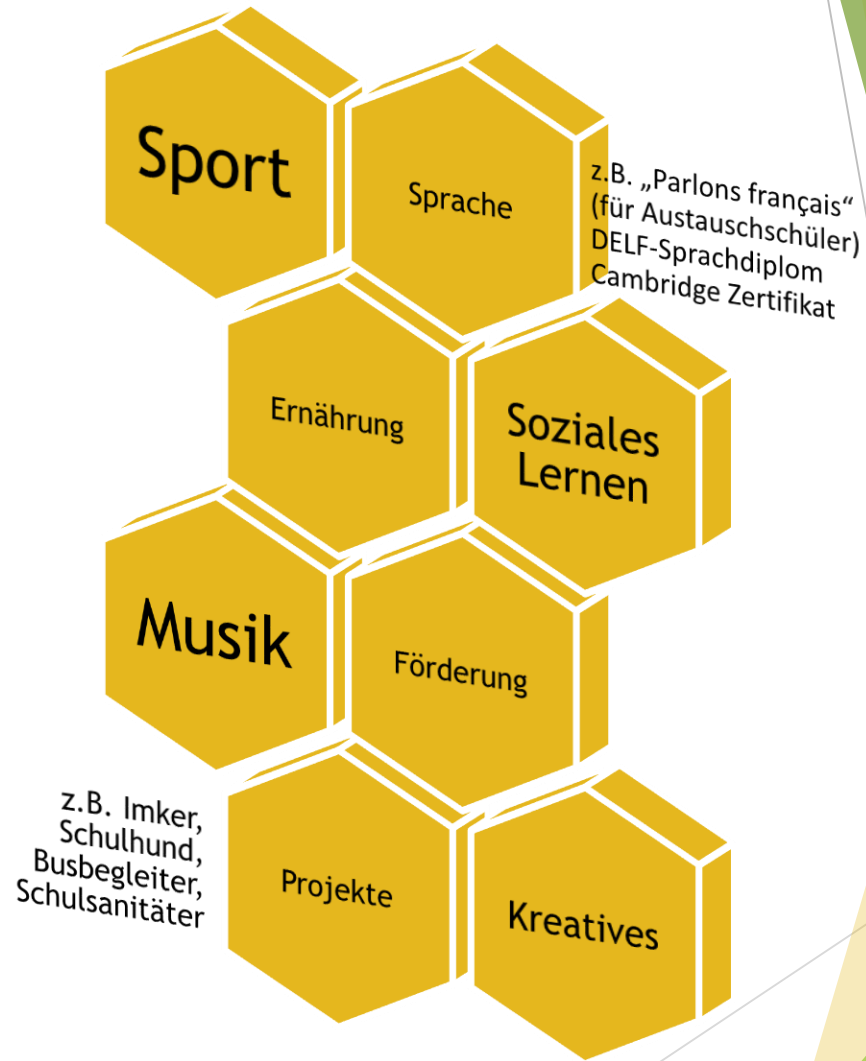 Sport
Sprache
z.B. „Parlons français“
(für Austauschschüler)
DELF-Sprachdiplom
Cambridge Zertifikat
Ernährung
Soziales
Lernen
Musik
Förderung
z.B. Imker,
Schulhund,
Busbegleiter,
Schulsanitäter
Projekte
Kreatives